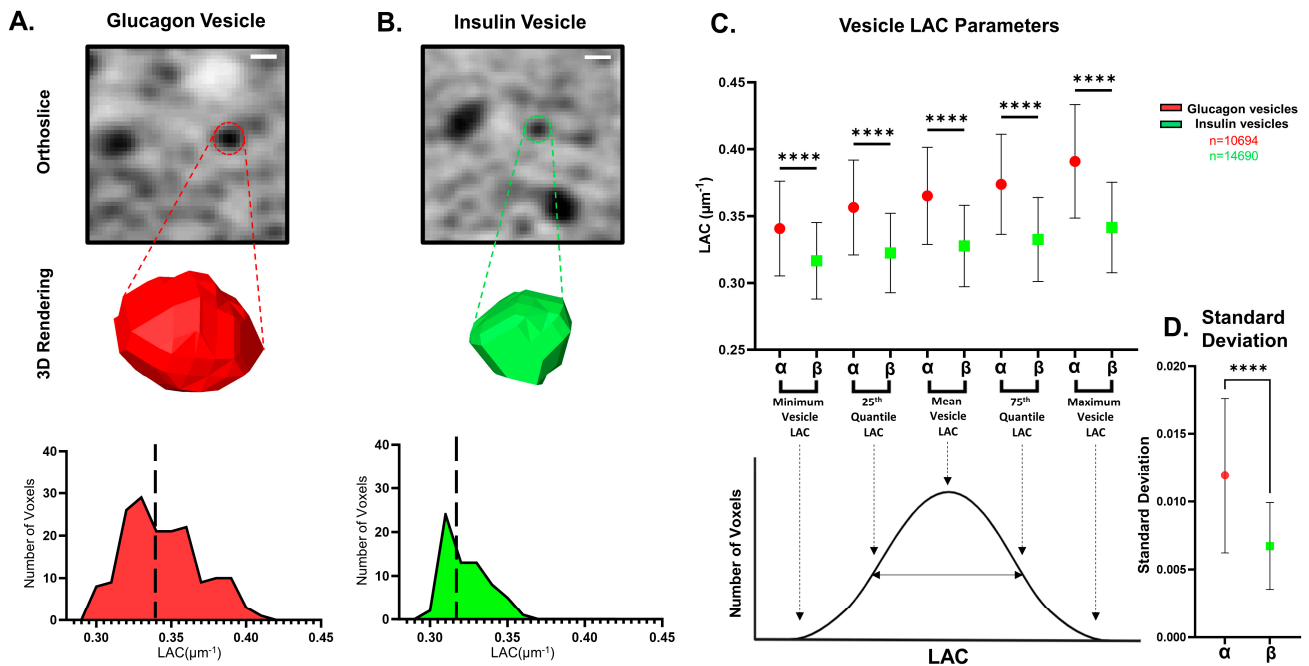 A.
Glucagon Vesicle
B.
Insulin Vesicle
C.
Vesicle LAC Parameters
Orthoslice
3D Rendering
0.45
0.40
0.35
0.30
0.25
LAC (µm⁻¹)
****
****
****
****
****
Glucagon vesicles
Insulin vesicles
n=10694
n=14690
α β α β α β α β α β
Minimum
Vesicle
LAC
25th
Quantile
LAC
Mean
Vesicle
LAC
75th
Quantile
LAC
Maximum
Vesicle
LAC
Number of Voxels
LAC
D.
Standard
Deviation
****
0.020
0.015
0.010
0.005
0.000
Standard Deviation
α β
40
30
20
10
0
Number of Voxels
0.30 0.35 0.40 0.45
LAC(µm⁻¹)
40
30
20
10
0
Number of Voxels
0.30 0.35 0.40 0.45
LAC(µm⁻¹)